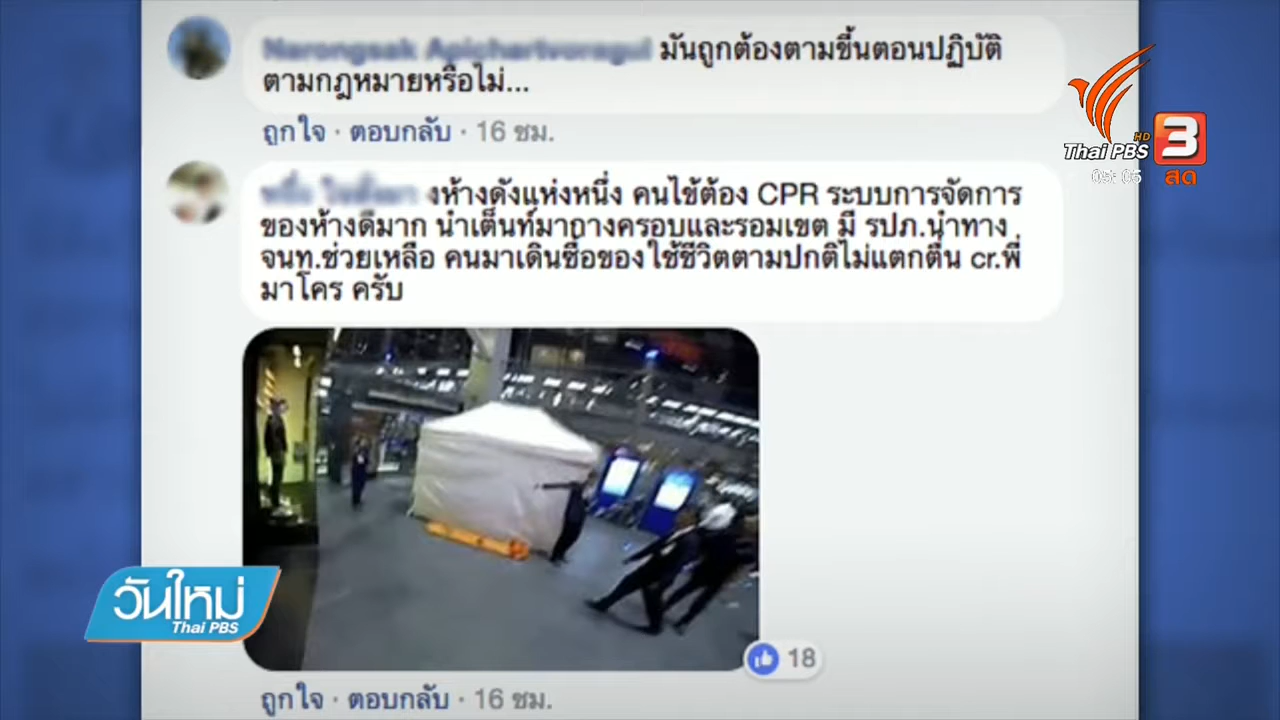 มันถูกต้องตามขึ้นตอนปฏิบัติ
ตามกฎหมายหรือไม่...
ถูกใจ · ตอบกลับ · 16 ชม.
HD
Thai PBS 3
สด
งห้างดังแห่งหนึ่ง คนไข้ต้อง CPR ระบบการจัดการ
ของห้างดีมาก นำเต็นท์มากางครอบและรอมเขต มี รปภ.นำทาง
จนท.ช่วยเหลือ คนมาเดินซื้อของใช้ชีวิตตามปกติไม่แตกตื่น cr.พี่
มาโคร ครับ
วันใหม่
Thai PBS
18
ถูกใจ · ตอบกลับ · 16 ชม.